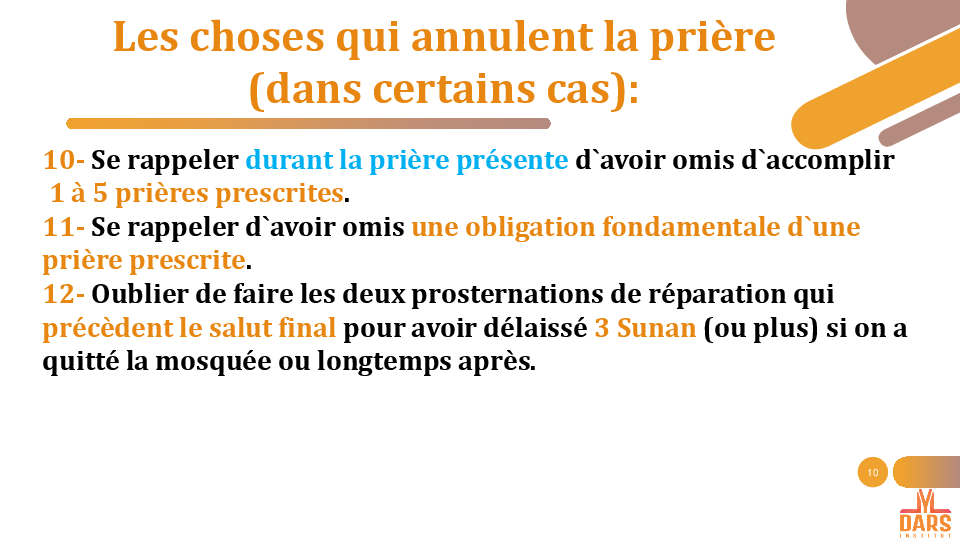 Les choses qui annulent la prière
(dans certains cas):
10- Se rappeler durant la prière présente d`avoir omis d`accomplir
1 à 5 prières prescrites.
11- Se rappeler d`avoir omis une obligation fondamentale d`une
prière prescrite.
12- Oublier de faire les deux prosternations de réparation qui
précèdent le salut final pour avoir délaissé 3 Sunan (ou plus) si on a
quitté la mosquée ou longtemps après.
10
DARS
INSTITUT